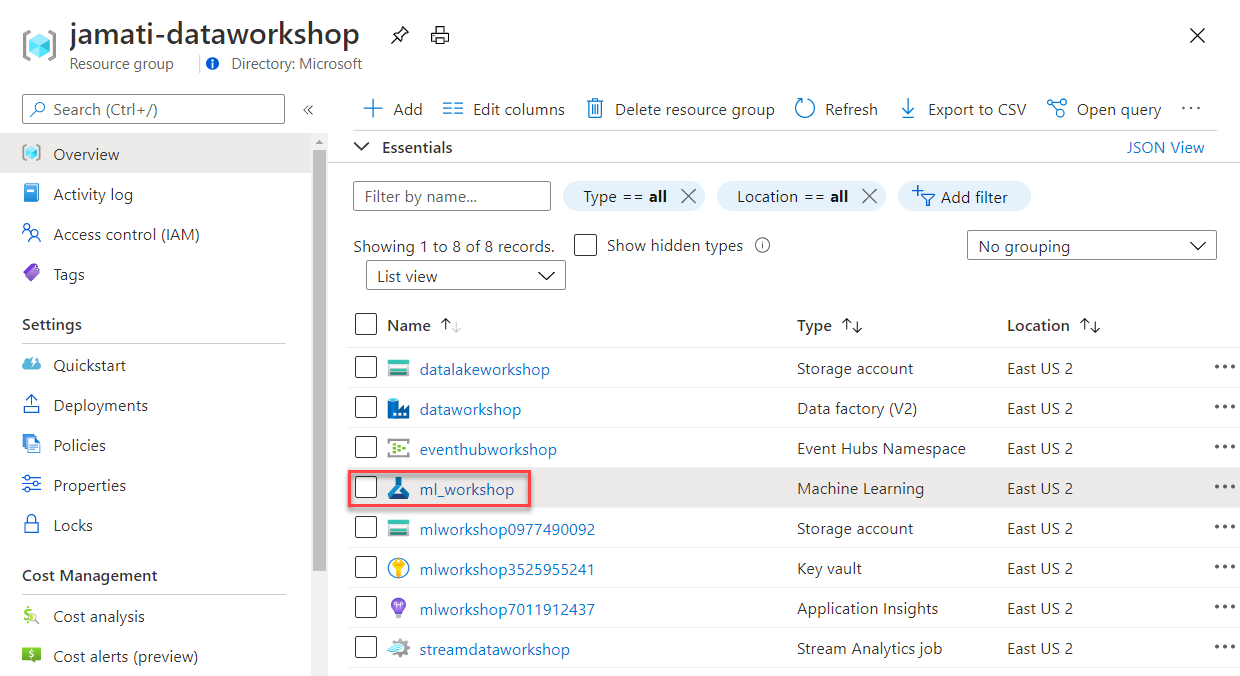 jamati-dataworkshop
Resource group
Directory: Microsoft
Search (Ctrl+/)
Overview
Activity log
Access control (IAM)
Tags
Settings
Quickstart
Deployments
Policies
Properties
Locks
Cost Management
Cost analysis
Cost alerts (preview)
Add Edit columns Delete resource group Refresh Export to CSV Open query
Essentials JSON View
Filter by name... Type == all Location == all Add filter
Showing 1 to 8 of 8 records. Show hidden types No grouping
List view
Name Type Location
datalakeworkshop Storage account East US 2
dataworkshop Data factory (V2) East US 2
eventhubworkshop Event Hubs Namespace East US 2
ml_workshop Machine Learning East US 2
mlworkshop0977490092 Storage account East US 2
mlworkshop3525955241 Key vault East US 2
mlworkshop7011912437 Application Insights East US 2
streamdataworkshop Stream Analytics job East US 2